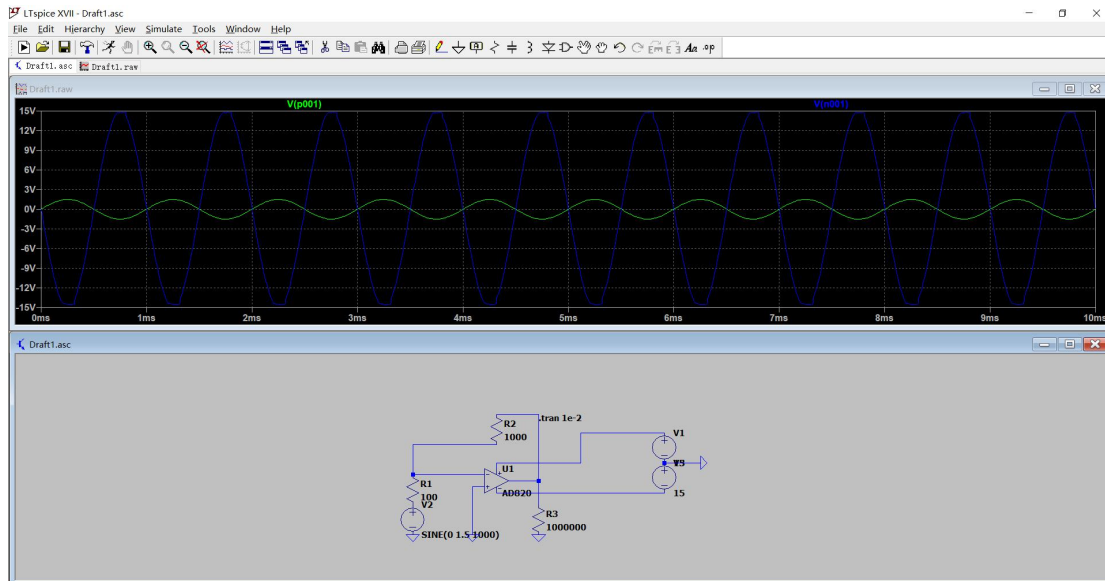 LTspice XVII - Draft1.asc
File Edit Hierarchy View Simulate Tools Window Help
Aa .op
Draft1.asc Draft1.raw
Draft1.raw
V(p001) V(n001)
15V
12V
9V
6V
3V
0V
-3V
-6V
-9V
-12V
-15V
0ms 1ms 2ms 3ms 4ms 5ms 6ms 7ms 8ms 9ms 10ms
Draft1.asc
R2
1000
.tran 1e-2
V1
U1
AD820
R1
100
V2
SINE(0 1.5 1000)
R3
1000000
15